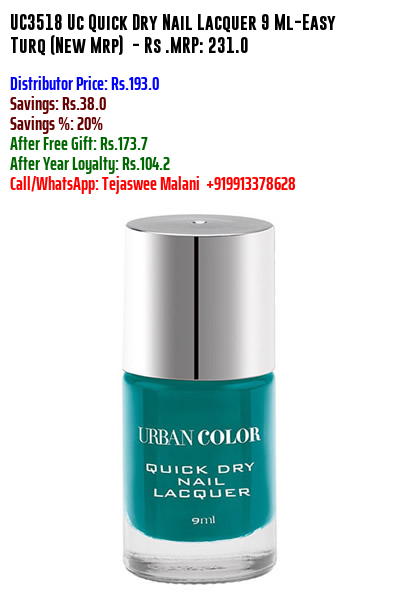 UC3518 Uc Quick Dry Nail Lacquer 9 Ml-Easy
Turq (New Mrp) - Rs .MRP: 231.0
Distributor Price: Rs.193.0
Savings: Rs.38.0
Savings %: 20%
After Free Gift: Rs.173.7
After Year Loyalty: Rs.104.2
Call/WhatsApp: Tejaswee Malani +919913378628
URBAN COLOR
QUICK DRY
NAIL
LACQUER
9ml